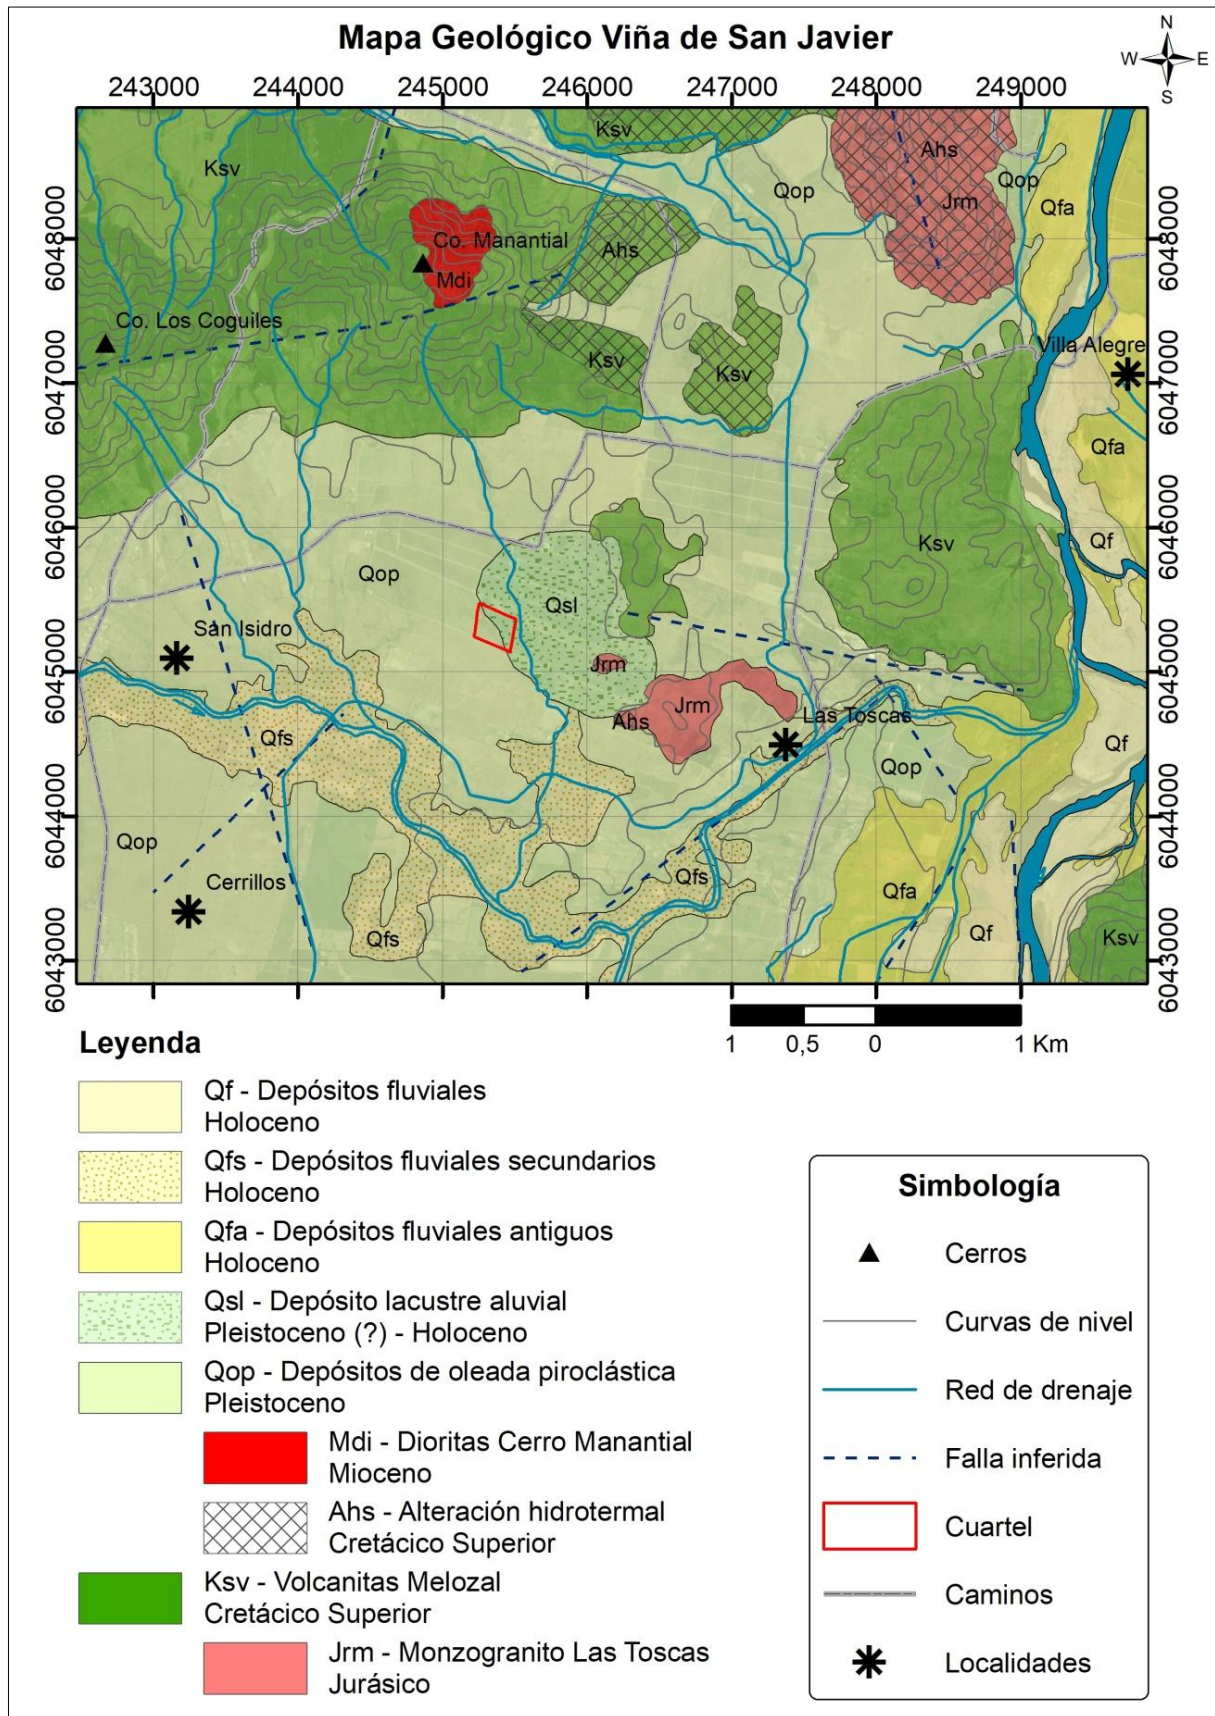 Mapa Geológico Viña de San Javier
N
W E
S
243000 244000 245000 246000 247000 248000 249000
Ksv
Ksv
Ahs
Qop
Qop
Jrm
Qfa
6048000
6048000
Co. Manantial
Ahs
Mdi
Co. Los Coguiles
Villa Alegre
Ksv
Ksv
6047000
6047000
Qfa
6046000
6046000
Ksv
Qf
Qop
Qsl
San Isidro
Jrm
6045000
6045000
Jrm
Ahs
Las Toscas
Qfs
Qf
Qop
6044000
6044000
Qop
Cerrillos
Qfs
Qfa
Qfs
Qf
Ksv
6043000
6043000
Leyenda
1 0,5 0 1 Km
Qf - Depósitos fluviales
Holoceno
Qfs - Depósitos fluviales secundarios
Holoceno
Qfa - Depósitos fluviales antiguos
Holoceno
Qsl - Depósito lacustre aluvial
Pleistoceno (?) - Holoceno
Qop - Depósitos de oleada piroclástica
Pleistoceno
Mdi - Dioritas Cerro Manantial
Mioceno
Ahs - Alteración hidrotermal
Cretácico Superior
Ksv - Volcanitas Melozal
Cretácico Superior
Jrm - Monzogranito Las Toscas
Jurásico
Simbología
Cerros
Curvas de nivel
Red de drenaje
Falla inferida
Cuartel
Caminos
Localidades